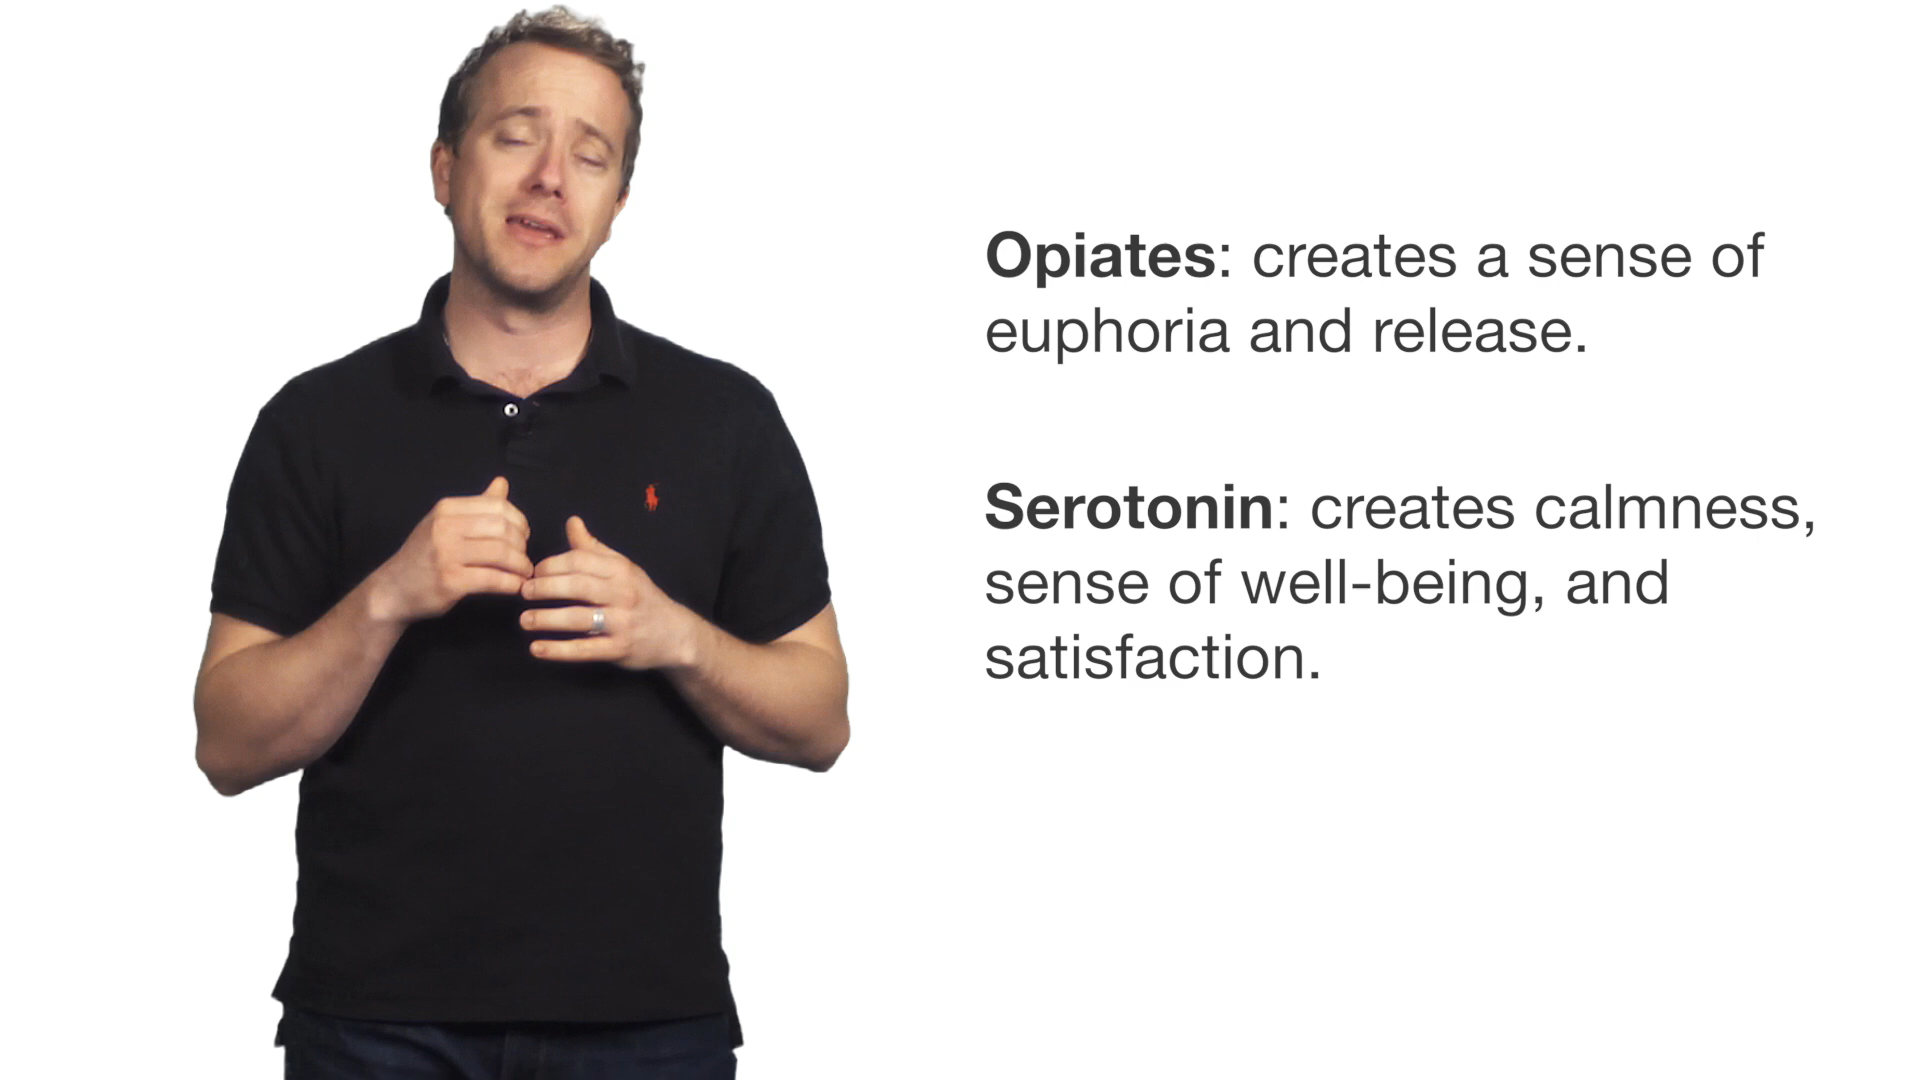 Opiates: creates a sense of
euphoria and release.
Serotonin: creates calmness,
sense of well-being, and
satisfaction.